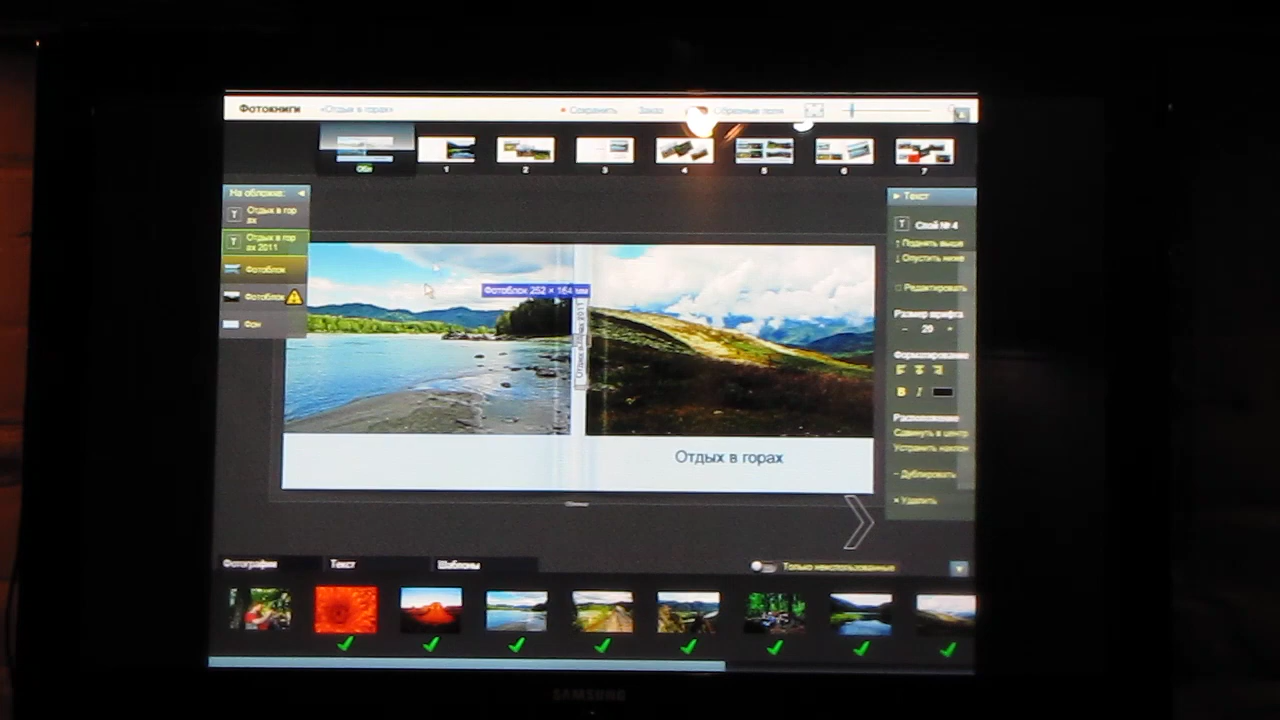 Фотокниги
«Отдых в горах»
Сохранить
Заказ
Обрезные поля
Обл
1
2
3
4
5
6
7
На обложке:
Отдых в гор
ах
Отдых в гор
ах 2011
Фотоблок
Фотоблок
Фон
Фотоблок 252 × 164 мм
Отдых в горах 2011
Отдых в горах
Текст
T
Слой № 4
↑ Поднять выше
↓ Опустить ниже
Редактировать
Размер шрифта
− 20 +
Форматирование
B I
Расположение
Сдвинуть в центр
Устранить наклон
Дублировать
× Удалить
Фотографии
Текст
Шаблоны
Только неиспользованные
SAMSUNG